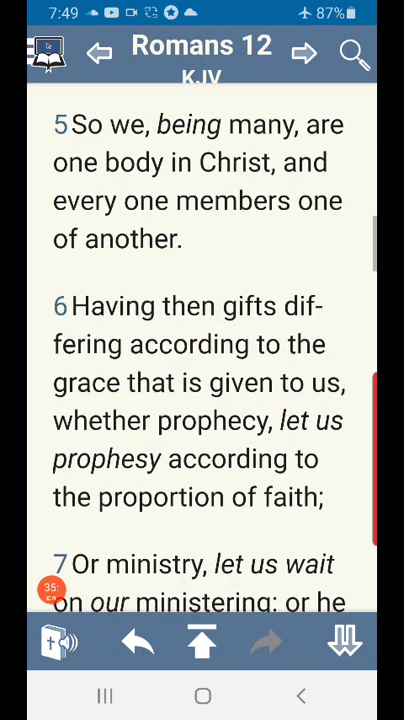 7:49 87%
Romans 12
KJV
5 So we, being many, are
one body in Christ, and
every one members one
of another.
6 Having then gifts dif-
fering according to the
grace that is given to us,
whether prophecy, let us
prophesy according to
the proportion of faith;
7 Or ministry, let us wait
on our ministering: or he
35: